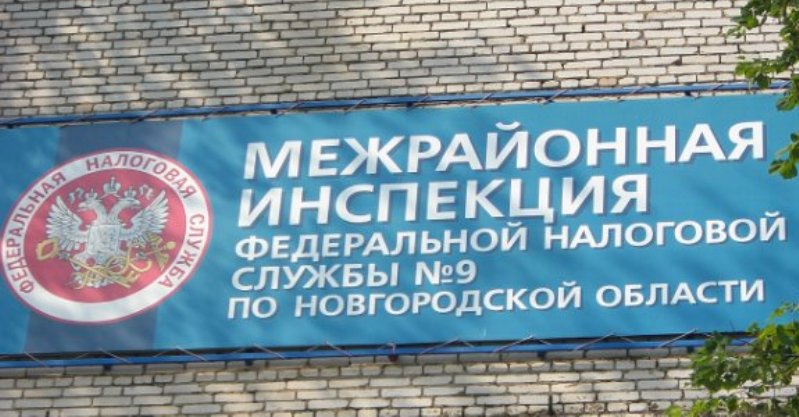 ФЕДЕРАЛЬНАЯ НАЛОГОВАЯ СЛУЖБА
МЕЖРАЙОННАЯ
ИНСПЕКЦИЯ
ФЕДЕРАЛЬНОЙ НАЛОГОВОЙ
СЛУЖБЫ №9
ПО НОВГОРОДСКОЙ ОБЛАСТИ